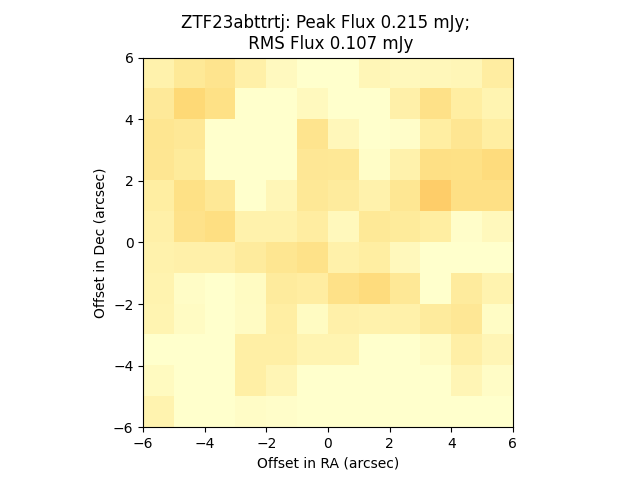 ZTF23abttrtj: Peak Flux 0.215 mJy;
RMS Flux 0.107 mJy
6
4
2
0
−2
−4
−6
Offset in Dec (arcsec)
−6 −4 −2 0 2 4 6
Offset in RA (arcsec)